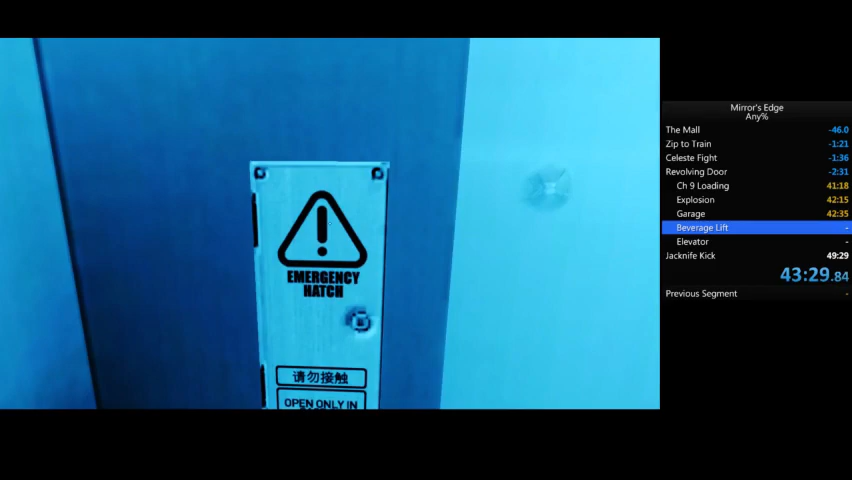 EMERGENCY
HATCH
请勿接触
OPEN ONLY IN
Mirror's Edge
Any%
The Mall -46.0
Zip to Train -1:21
Celeste Fight -1:36
Revolving Door -2:31
Ch 9 Loading 41:18
Explosion 42:15
Garage 42:35
Beverage Lift -
Elevator -
Jacknife Kick 49:29
43:29.84
Previous Segment -